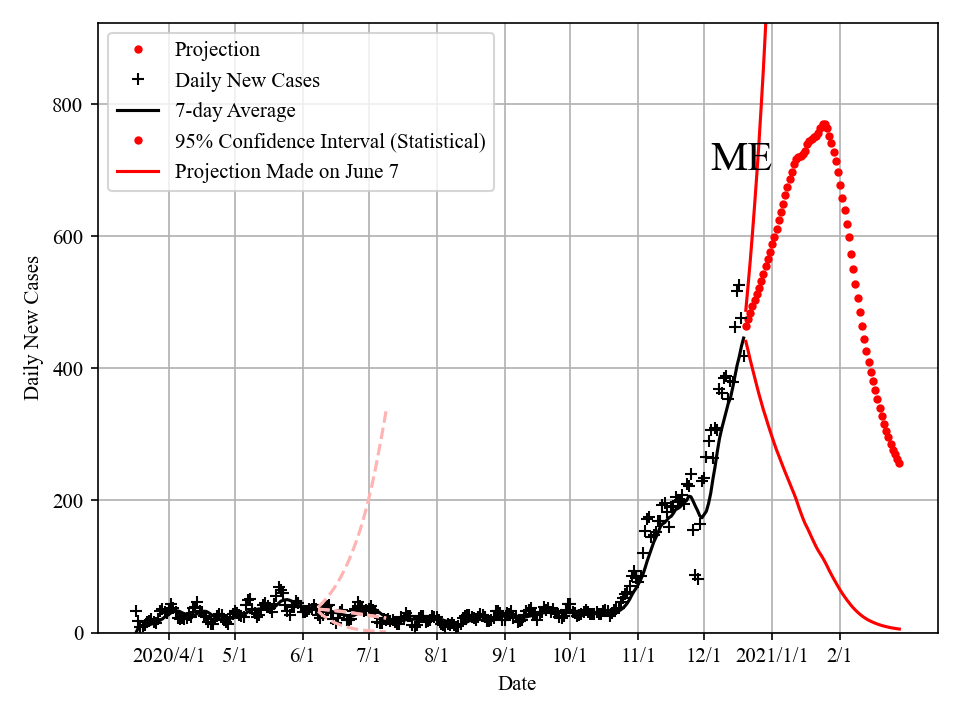 Projection
Daily New Cases
7-day Average
95% Confidence Interval (Statistical)
Projection Made on June 7
ME
800
600
400
200
0
Daily New Cases
2020/4/1 5/1 6/1 7/1 8/1 9/1 10/1 11/1 12/1 2021/1/1 2/1
Date